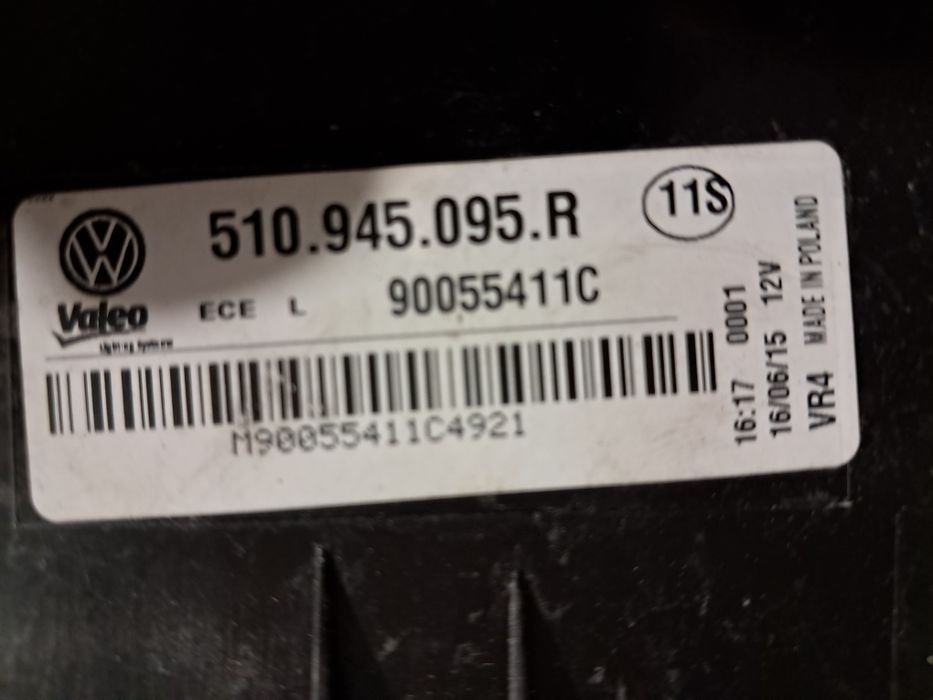 510.945.095.R
11S
Valeo
ECE L 90055411C
M90055411C4921
16:17 0001
16/06/15 12V
VR4 MADE IN POLAND